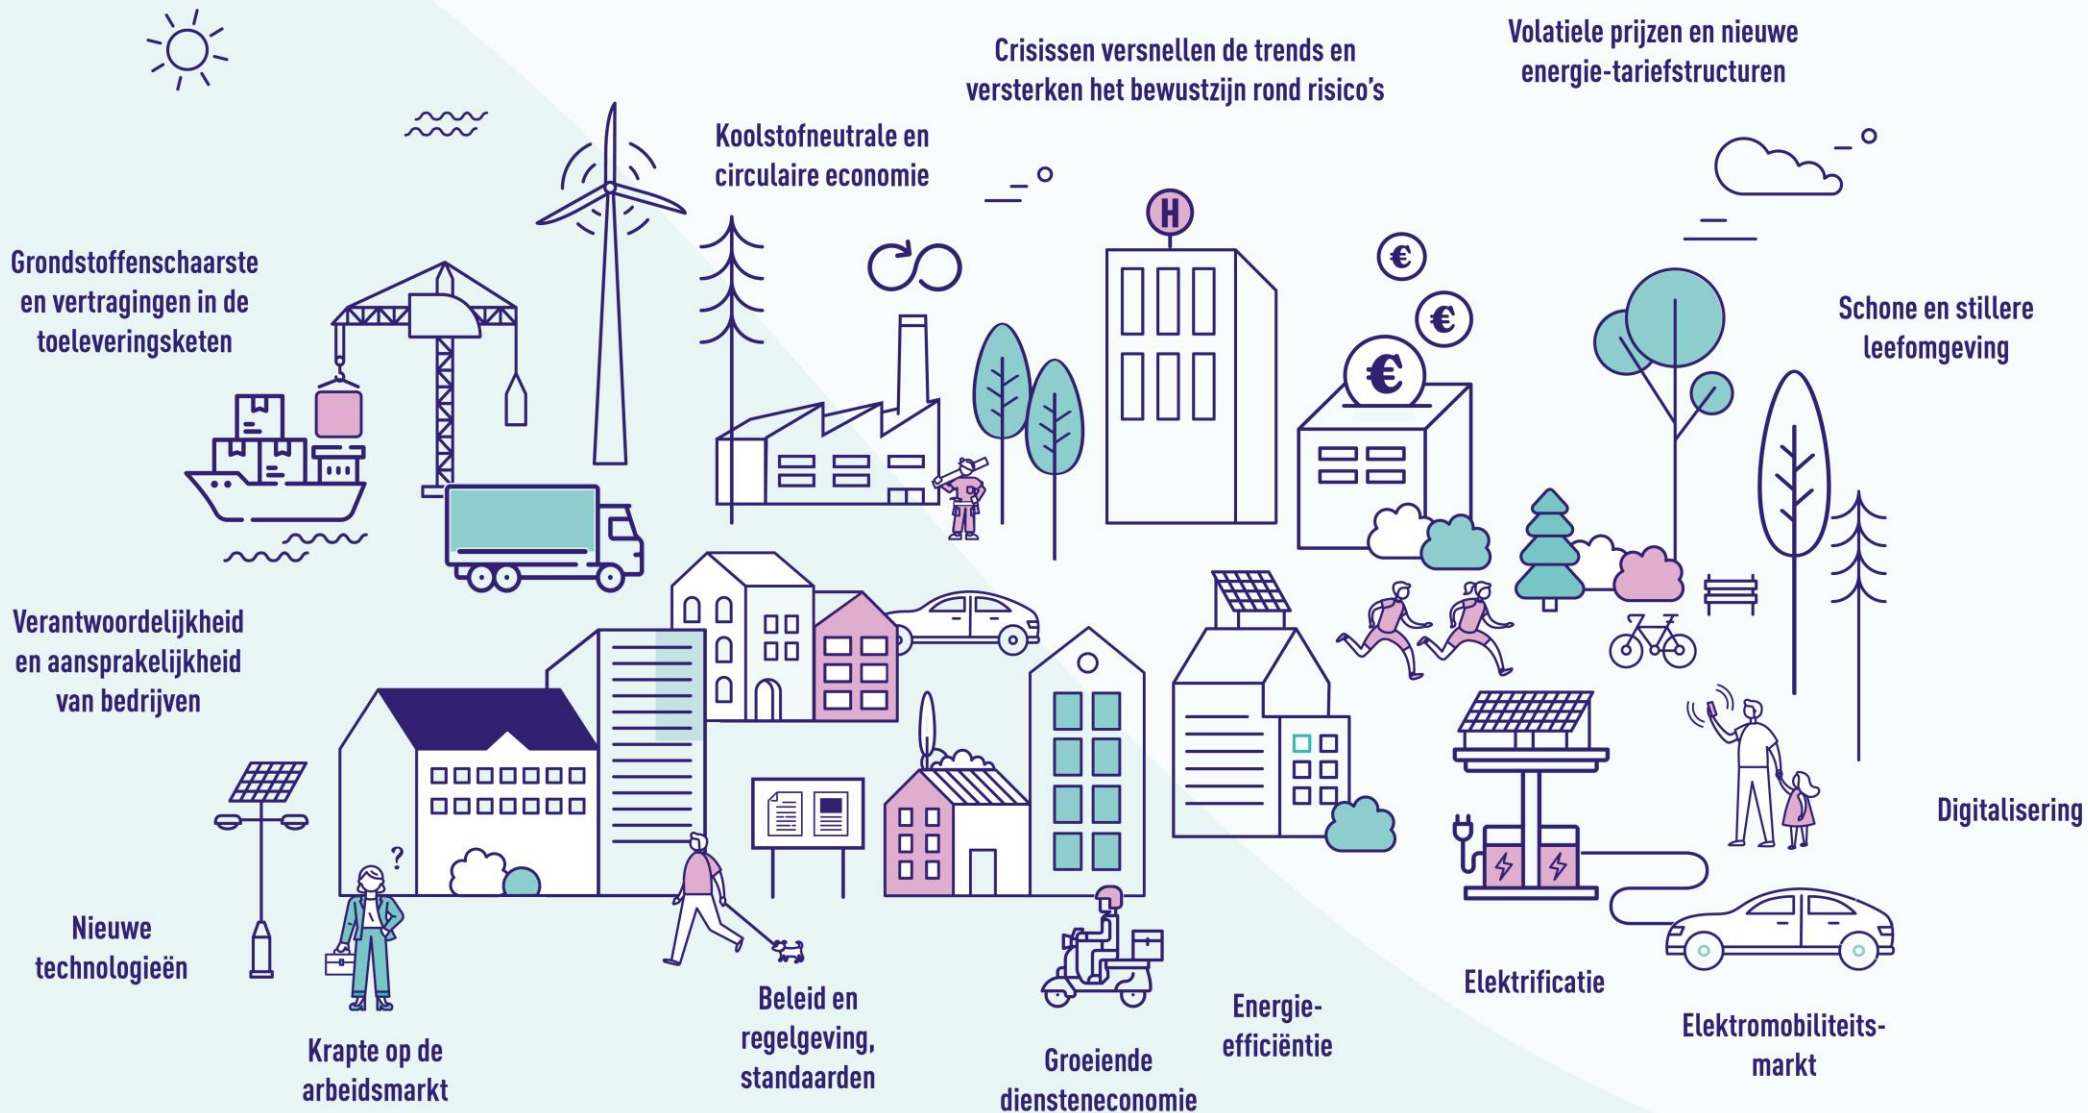 Crisissen versnellen de trends en
versterken het bewustzijn rond risico's
Volatiele prijzen en nieuwe
energie-tariefstructuren
Koolstofneutrale en
circulaire economie
H
€
€
€
Grondstoffenschaarste
en vertragingen in de
toeleveringsketen
Schone en stillere
leefomgeving
Verantwoordelijkheid
en aansprakelijkheid
van bedrijven
Digitalisering
?
Nieuwe
technologieën
Krapte op de
arbeidsmarkt
Beleid en
regelgeving,
standaarden
Groeiende
diensteneconomie
Energie-
efficiëntie
Elektrificatie
Elektromobiliteits-
markt